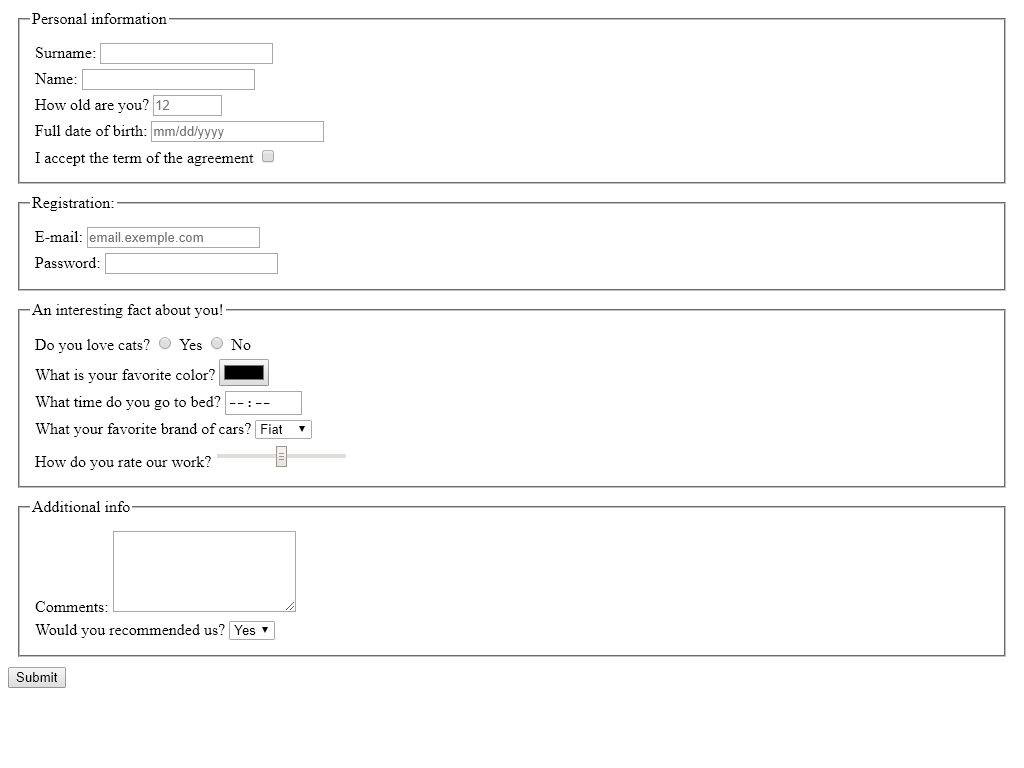 Personal information
Surname:
Name:
How old are you? 12
Full date of birth: mm/dd/yyyy
I accept the term of the agreement
Registration:
E-mail: email.exemple.com
Password:
An interesting fact about you!
Do you love cats? Yes No
What is your favorite color?
What time do you go to bed? --:--
What your favorite brand of cars? Fiat
How do you rate our work?
Additional info
Comments:
Would you recommended us? Yes
Submit